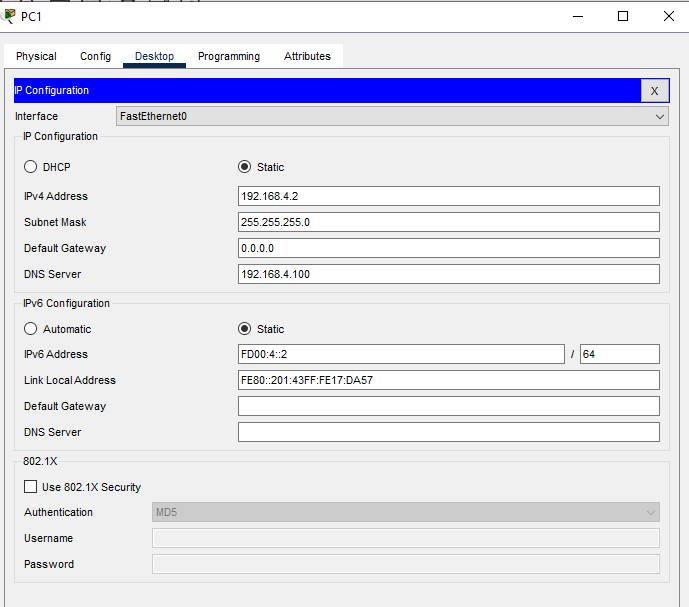 PC1
Physical Config Desktop Programming Attributes
IP Configuration X
Interface FastEthernet0
IP Configuration
DHCP Static
IPv4 Address 192.168.4.2
Subnet Mask 255.255.255.0
Default Gateway 0.0.0.0
DNS Server 192.168.4.100
IPv6 Configuration
Automatic Static
IPv6 Address FD00:4::2 / 64
Link Local Address FE80::201:43FF:FE17:DA57
Default Gateway
DNS Server
802.1X
Use 802.1X Security
Authentication MD5
Username
Password